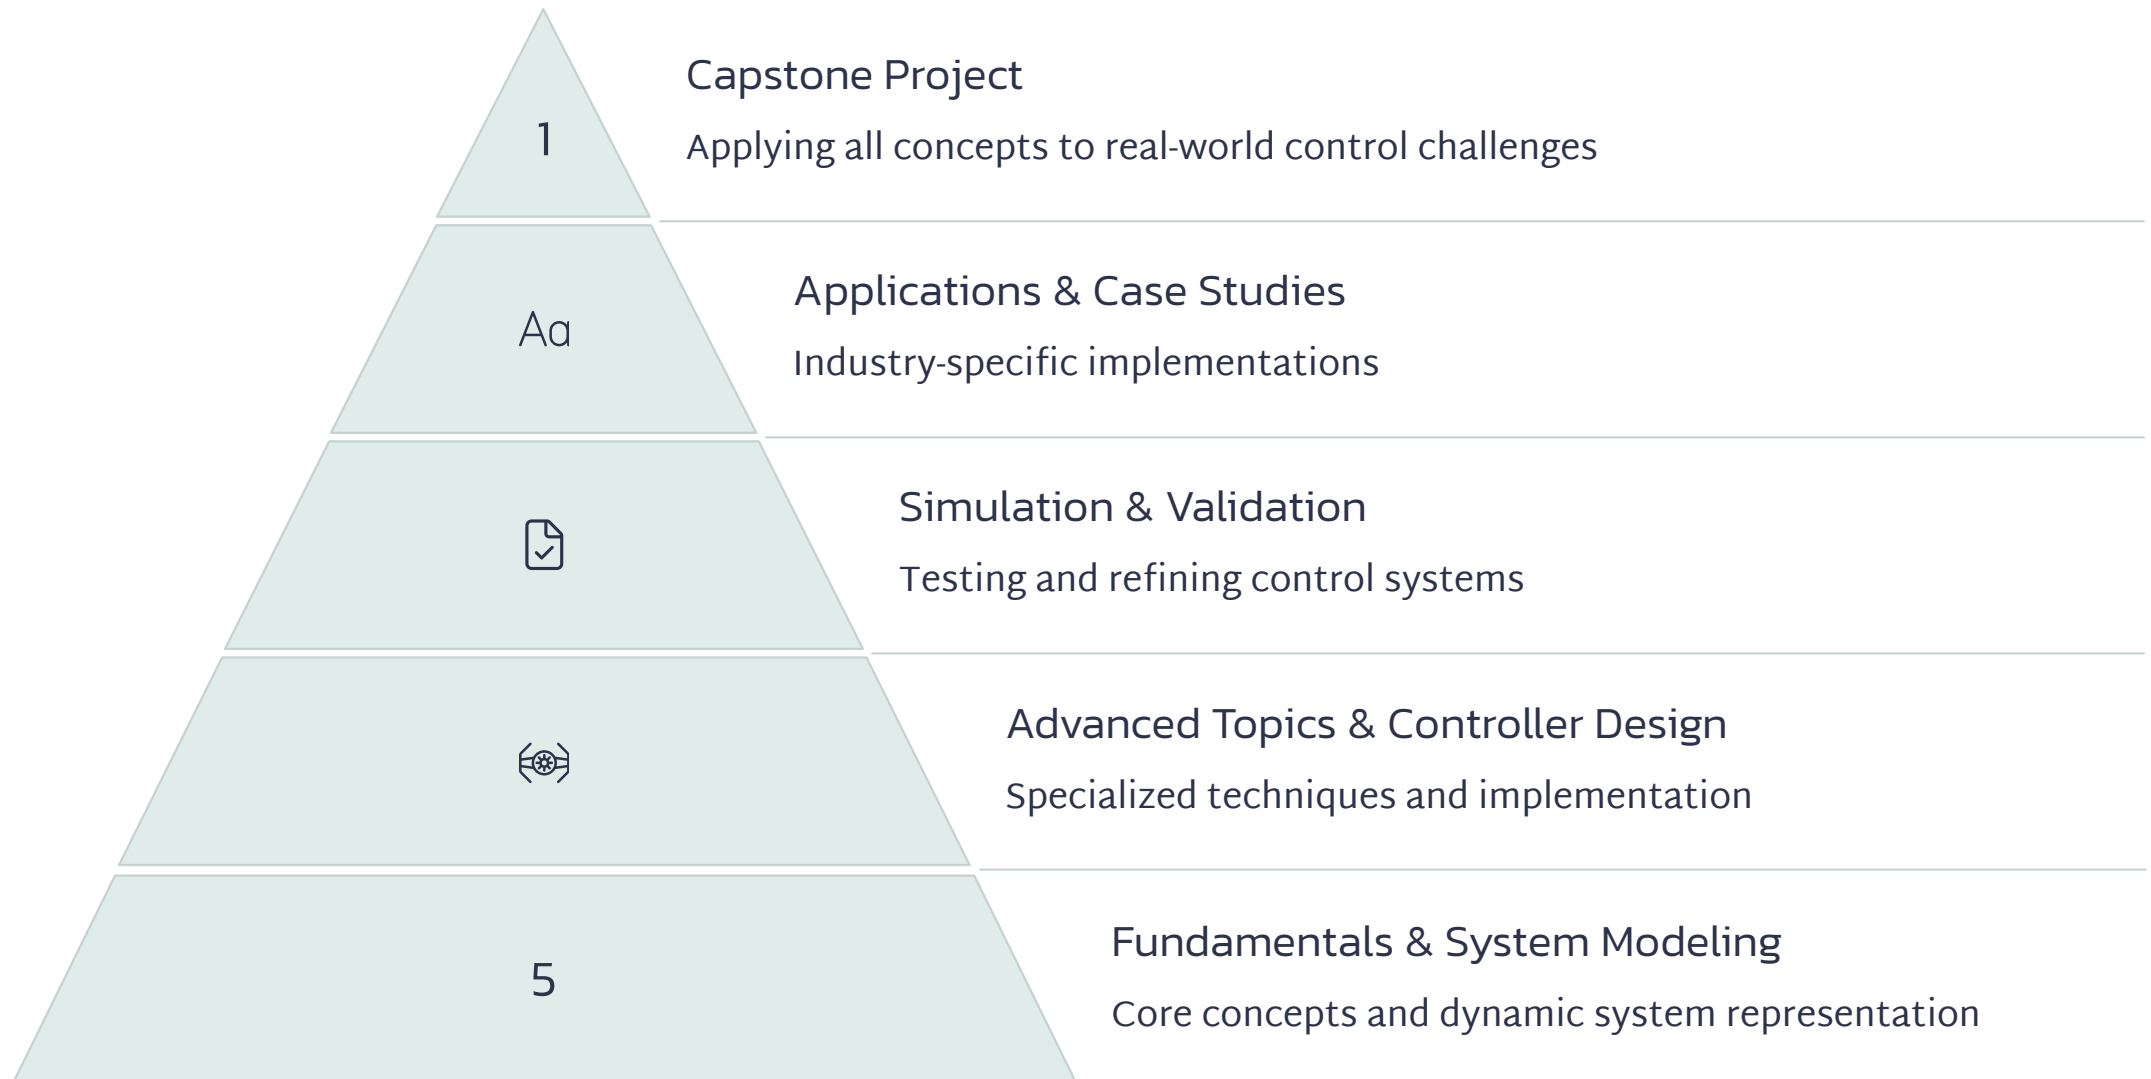 1
Capstone Project
Applying all concepts to real-world control challenges
Aa
Applications & Case Studies
Industry-specific implementations
Simulation & Validation
Testing and refining control systems
Advanced Topics & Controller Design
Specialized techniques and implementation
5
Fundamentals & System Modeling
Core concepts and dynamic system representation